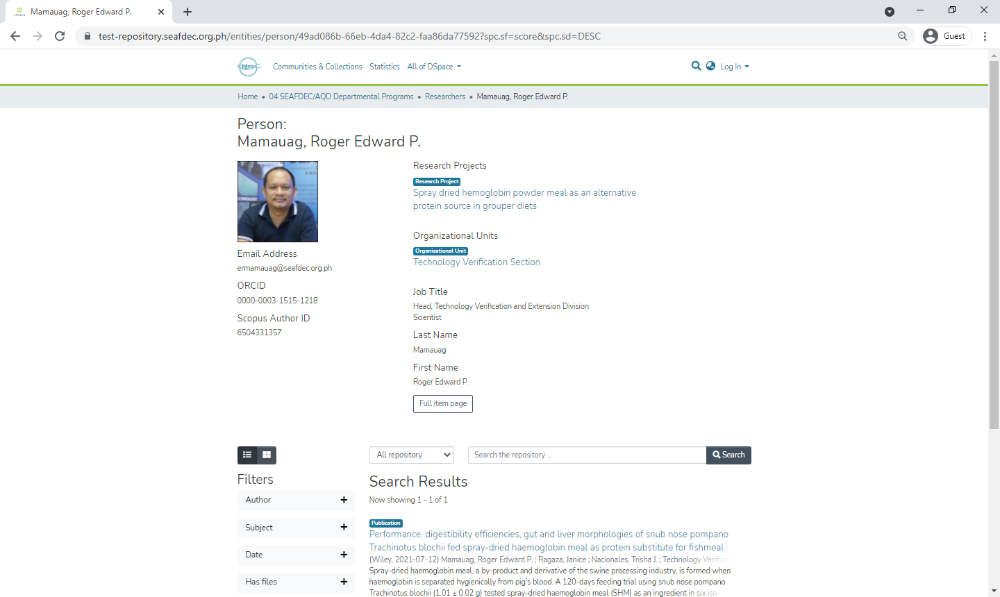 Mamauag, Roger Edward P.
test-repository.seafdec.org.ph/entities/person/49ad086b-66eb-4da4-82c2-faa86da77592?spc.sf=score&spc.sd=DESC
Guest
Communities & Collections Statistics All of DSpace
Log In
Home • 04 SEAFDEC/AQD Departmental Programs • Researchers • Mamauag, Roger Edward P.
Person:
Mamauag, Roger Edward P.
Email Address
ermamauag@seafdec.org.ph
ORCID
0000-0003-1515-1218
Scopus Author ID
6504331357
Research Projects
Research Project
Spray dried hemoglobin powder meal as an alternative
protein source in grouper diets
Organizational Units
Organizational Unit
Technology Verification Section
Job Title
Head, Technology Verification and Extension Division
Scientist
Last Name
Mamauag
First Name
Roger Edward P.
Full item page
All repository
Search the repository ...
Search
Filters
Author
Subject
Date
Has files
Search Results
Now showing 1 - 1 of 1
Publication
Performance, digestibility efficiencies, gut and liver morphologies of snub nose pompano
Trachinotus blochii fed spray-dried haemoglobin meal as protein substitute for fishmeal
(Wiley, 2021-07-12) Mamauag, Roger Edward P. ; Ragaza, Janice ; Nacionales, Trisha J. ; Technology
Spray-dried haemoglobin meal, a by-product and derivative of the swine processing industry, is formed when
haemoglobin is separated hygienically from pig's blood. A 120-days feeding trial using snub nose pompano
Trachinotus blochii (1.01 ± 0.02 g) tested spray-dried haemoglobin meal (SHM) as an ingredient in six iso-